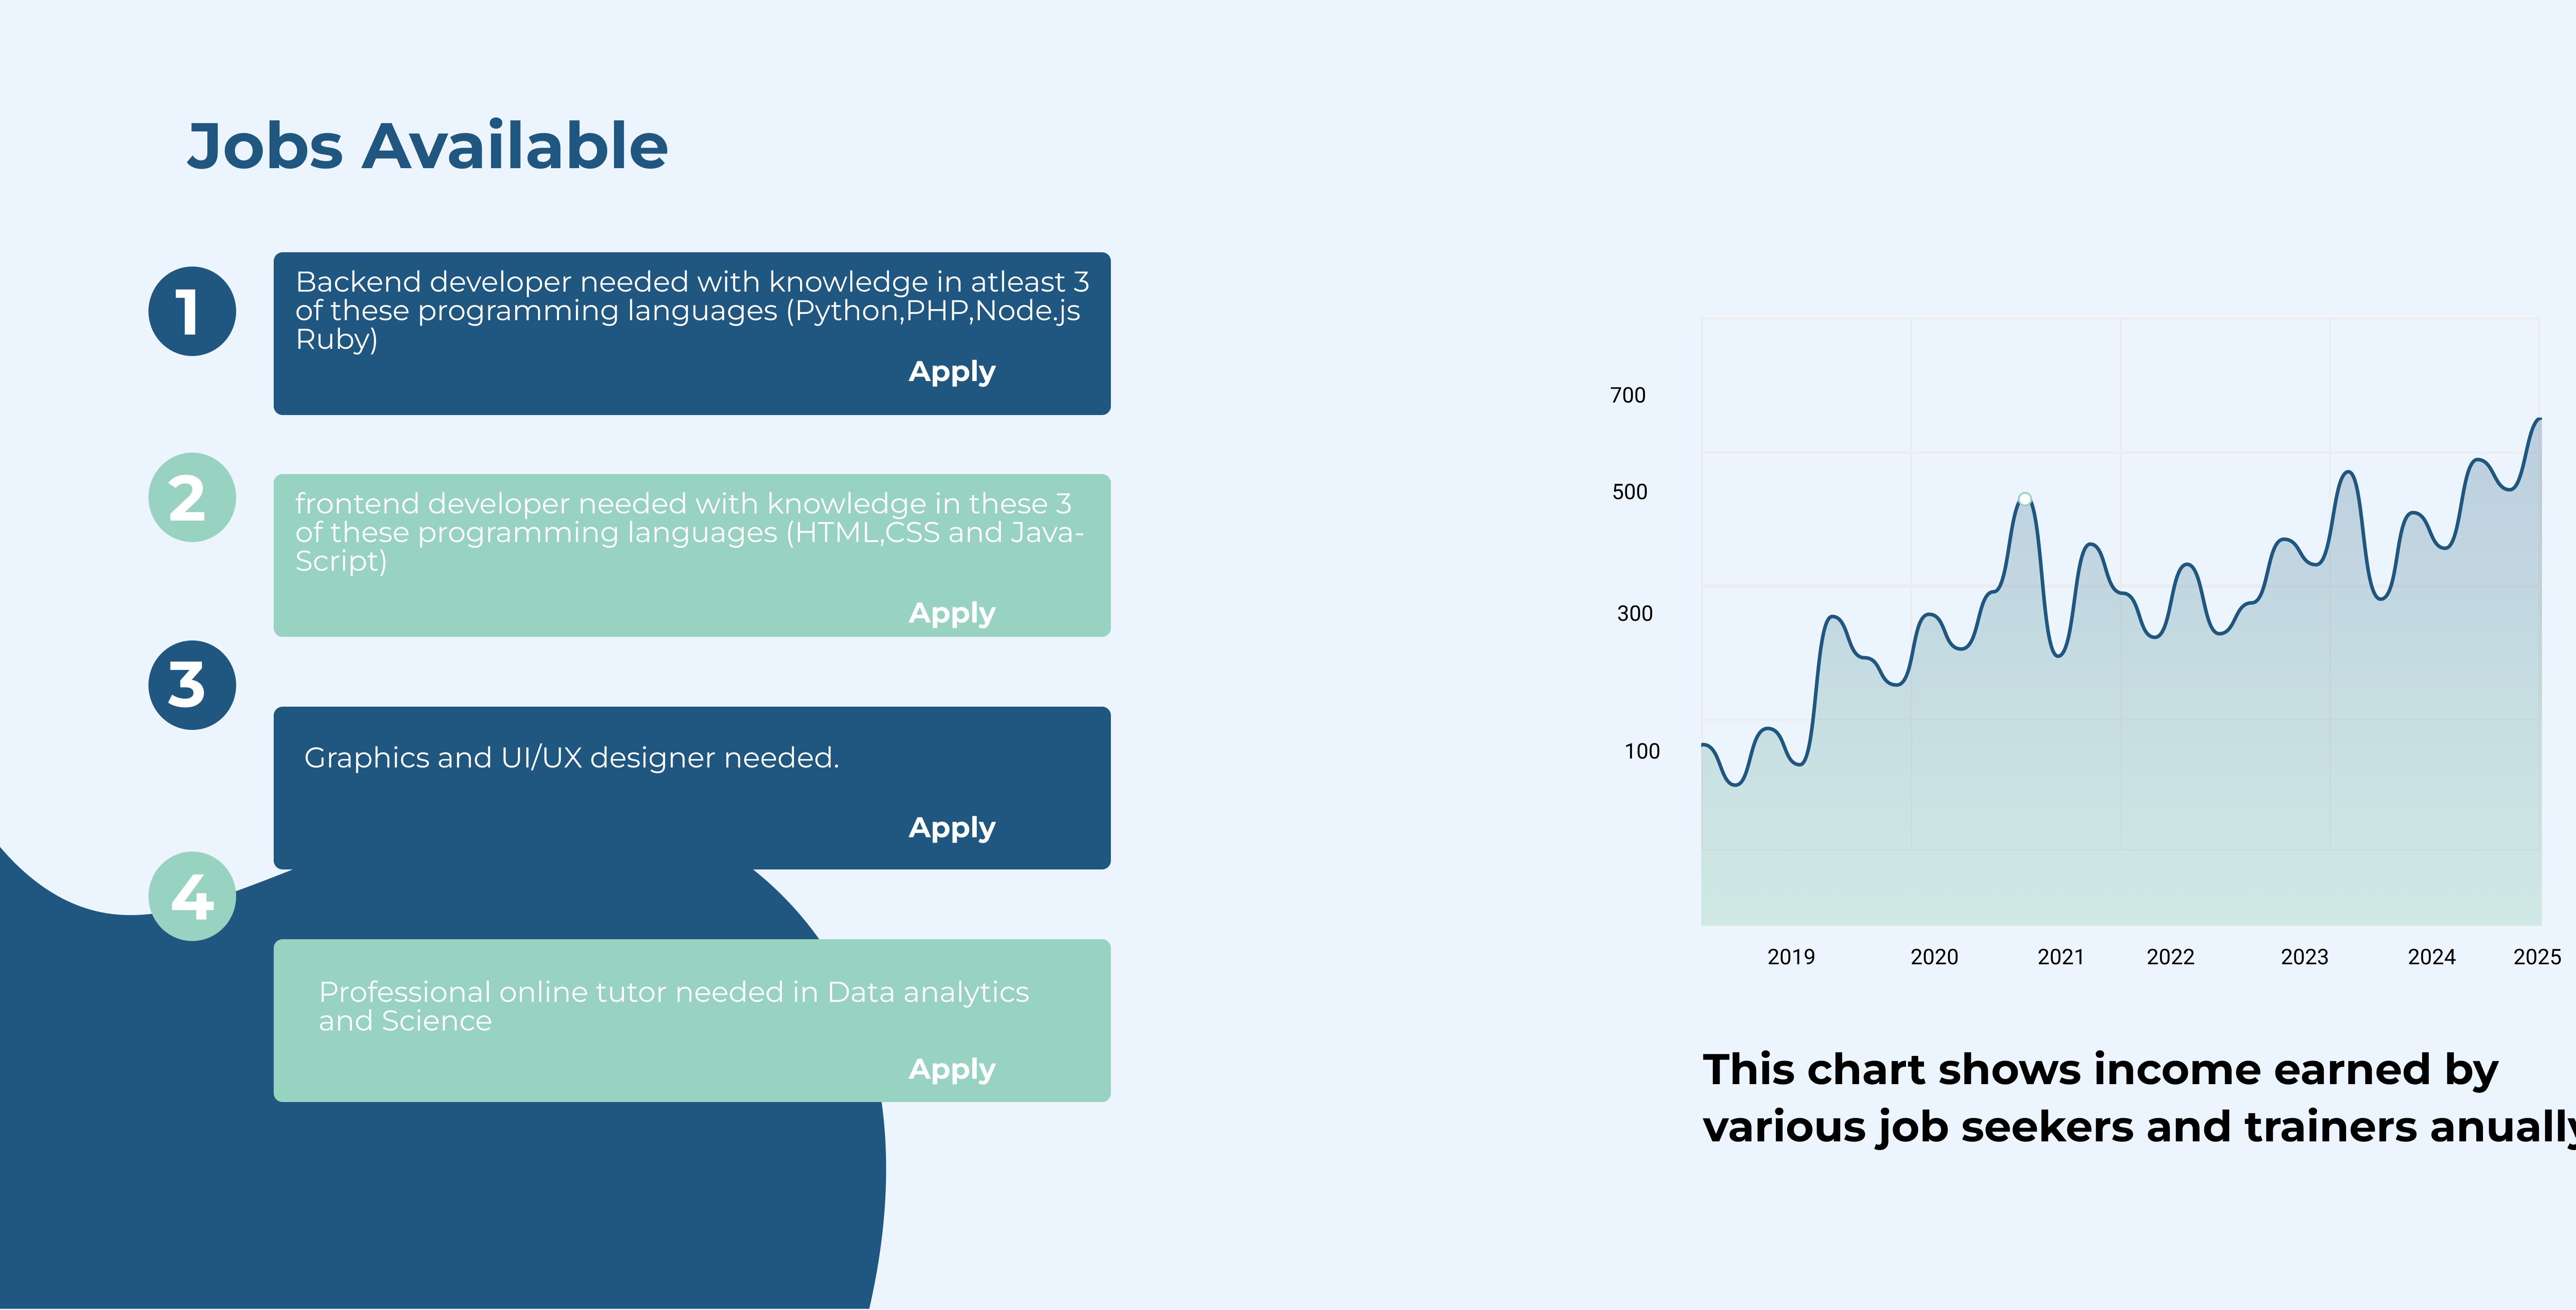 Jobs Available
1
Backend developer needed with knowledge in atleast 3
of these programming languages (Python,PHP,Node.js
Ruby)
Apply
2
frontend developer needed with knowledge in these 3
of these programming languages (HTML,CSS and Java-
Script)
Apply
3
Graphics and UI/UX designer needed.
Apply
4
Professional online tutor needed in Data analytics
and Science
Apply
700
500
300
100
2019 2020 2021 2022 2023 2024 2025
This chart shows income earned by
various job seekers and trainers anually